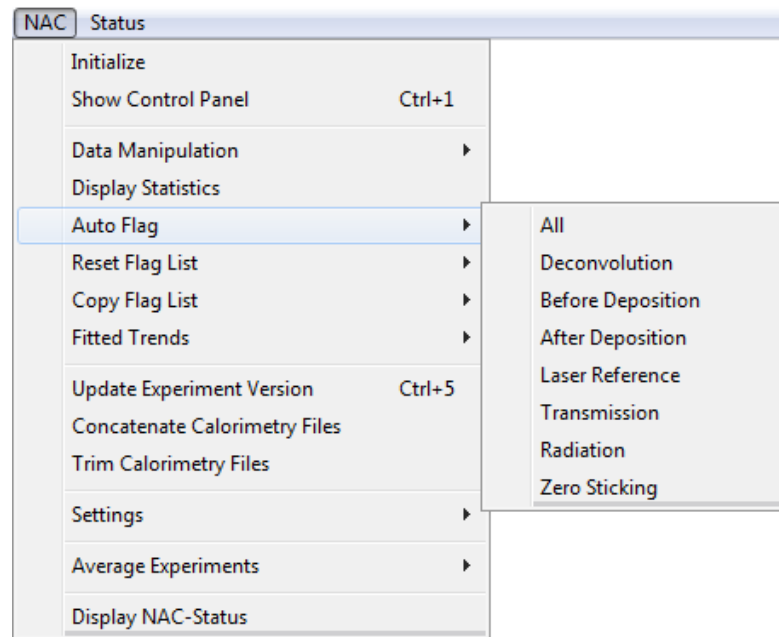 NAC Status
Initialize
Show Control Panel Ctrl+1
Data Manipulation
Display Statistics
Auto Flag
Reset Flag List
Copy Flag List
Fitted Trends
Update Experiment Version Ctrl+5
Concatenate Calorimetry Files
Trim Calorimetry Files
Settings
Average Experiments
Display NAC-Status
All
Deconvolution
Before Deposition
After Deposition
Laser Reference
Transmission
Radiation
Zero Sticking